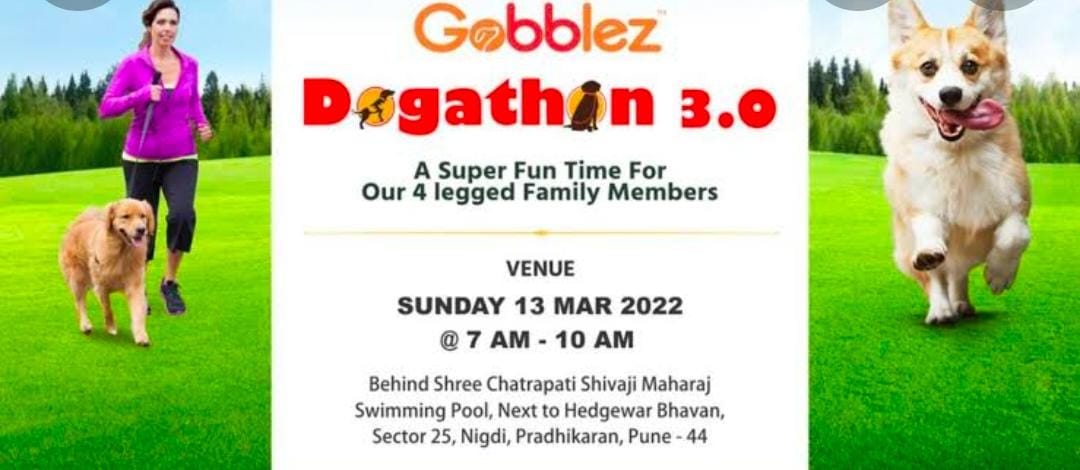 Gobblez™
Dogathon 3.0
A Super Fun Time For
Our 4 legged Family Members
VENUE
SUNDAY 13 MAR 2022
@ 7 AM - 10 AM
Behind Shree Chatrapati Shivaji Maharaj
Swimming Pool, Next to Hedgewar Bhavan,
Sector 25, Nigdi, Pradhikaran, Pune - 44